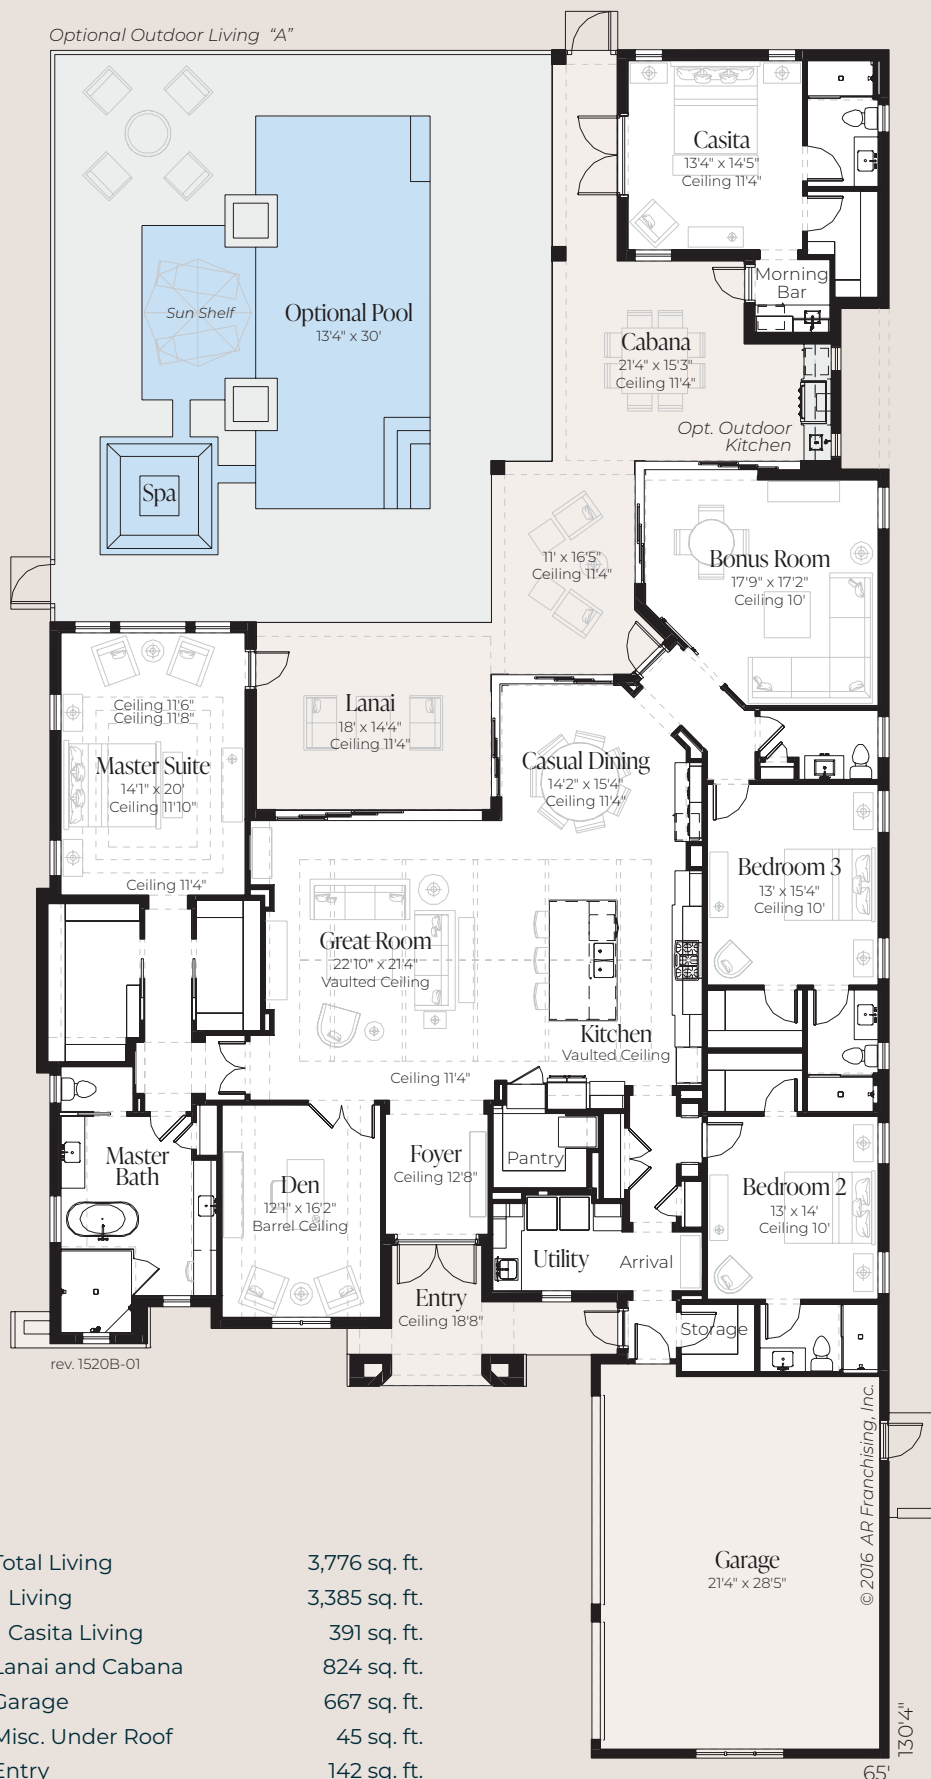 Optional Outdoor Living "A"
Casita
13'4" x 14'5"
Ceiling 11'4"
Morning
Bar
Sun Shelf
Optional Pool
13'4" x 30'
Cabana
21'4" x 15'3"
Ceiling 11'4"
Opt. Outdoor
Kitchen
Spa
11' x 16'5"
Ceiling 11'4"
Bonus Room
17'9" x 17'2"
Ceiling 10'
Lanai
18' x 14'4"
Ceiling 11'4"
Ceiling 11'6"
Ceiling 11'8"
Master Suite
14'1" x 20'
Ceiling 11'10"
Ceiling 11'4"
Casual Dining
14'2" x 15'4"
Ceiling 11'4"
Bedroom 3
13' x 15'4"
Ceiling 10'
Great Room
22'10" x 21'4"
Vaulted Ceiling
Kitchen
Vaulted Ceiling
Ceiling 11'4"
Master
Bath
Den
12'1" x 16'2"
Barrel Ceiling
Foyer
Ceiling 12'8"
Pantry
Bedroom 2
13' x 14'
Ceiling 10'
Utility
Arrival
Entry
Ceiling 18'8"
Storage
rev. 1520B-01
Garage
21'4" x 28'5"
© 2016 AR Franchising, Inc.
130'4"
65'
Total Living 3,776 sq. ft.
Living 3,385 sq. ft.
Casita Living 391 sq. ft.
Lanai and Cabana 824 sq. ft.
Garage 667 sq. ft.
Misc. Under Roof 45 sq. ft.
Entry 142 sq. ft.